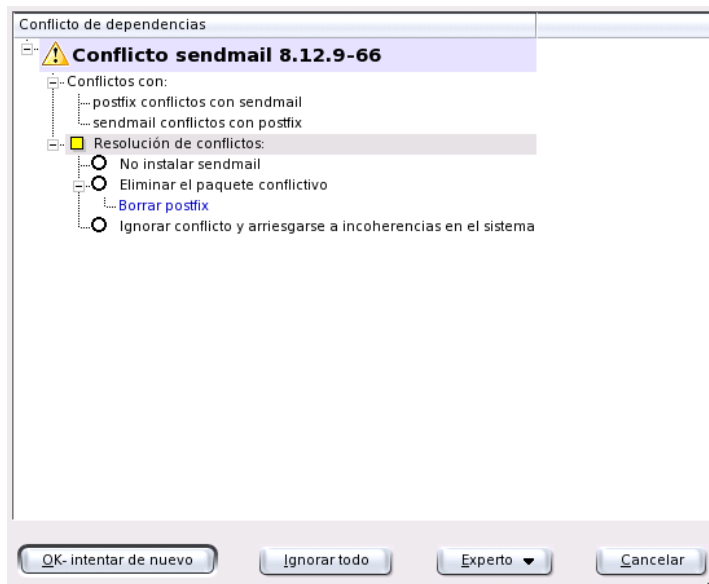 Conflicto de dependencias
Conflicto sendmail 8.12.9-66
Conflictos con:
postfix conflictos con sendmail
sendmail conflictos con postfix
Resolución de conflictos:
No instalar sendmail
Eliminar el paquete conflictivo
Borrar postfix
Ignorar conflicto y arriesgarse a incoherencias en el sistema
OK- intentar de nuevo Ignorar todo Experto Cancelar